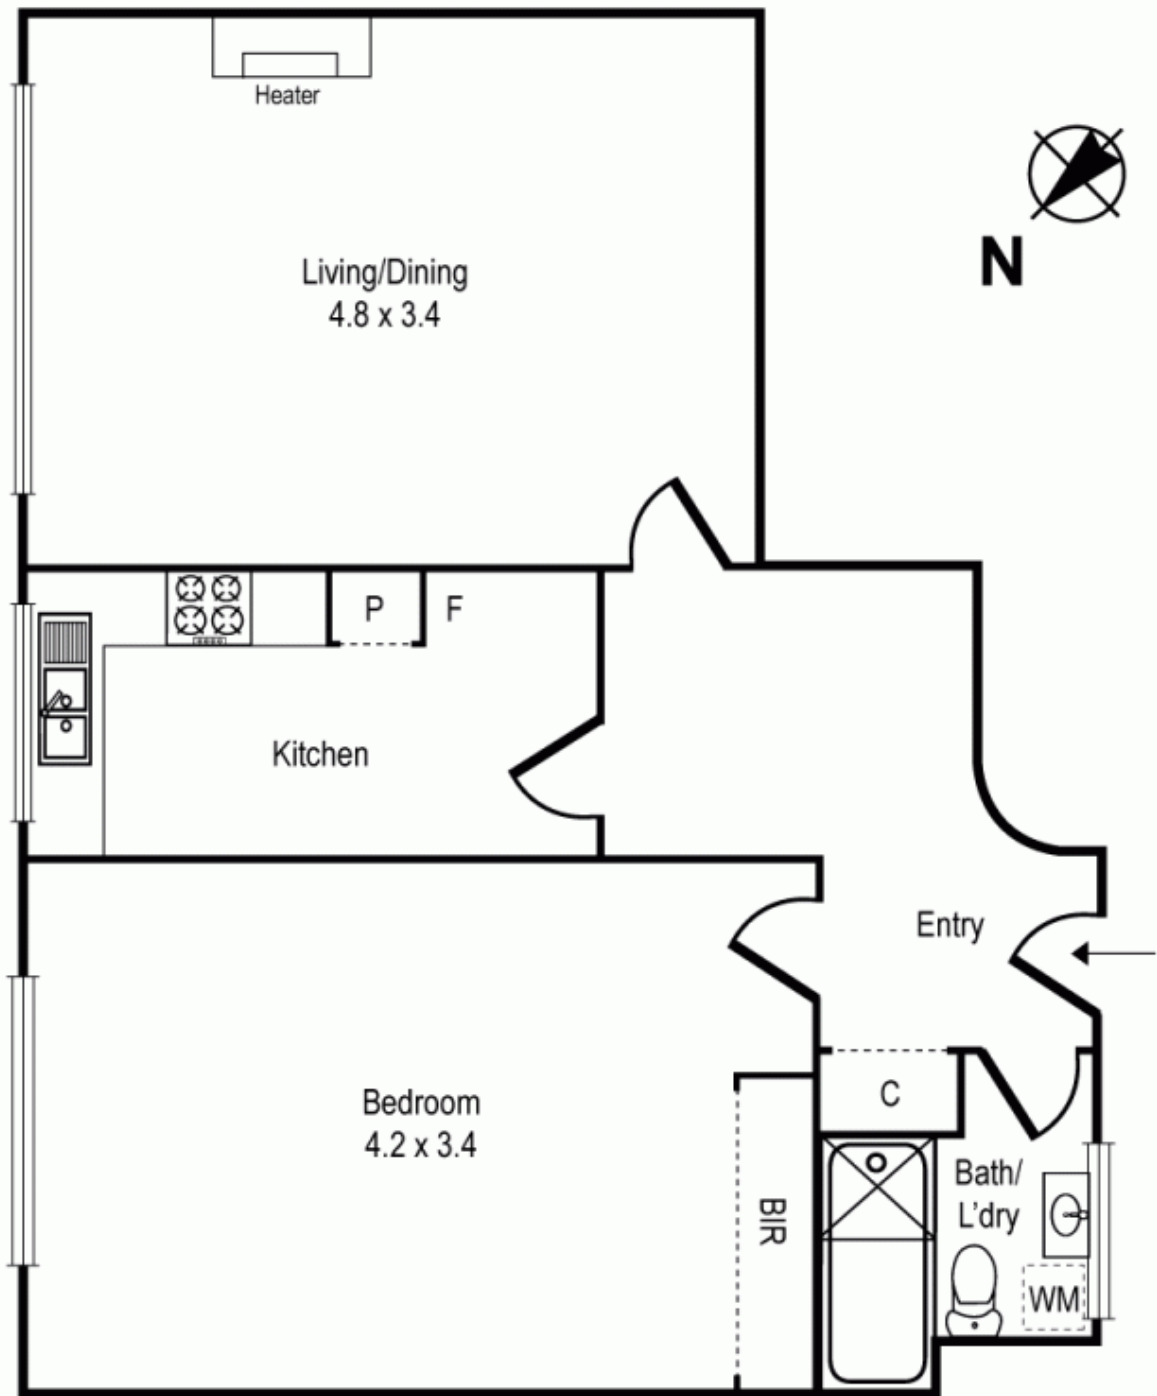 Heater
N
Living/Dining
4.8 x 3.4
P
F
Kitchen
Entry
Bedroom
4.2 x 3.4
C
BIR
Bath/
L'dry
WM